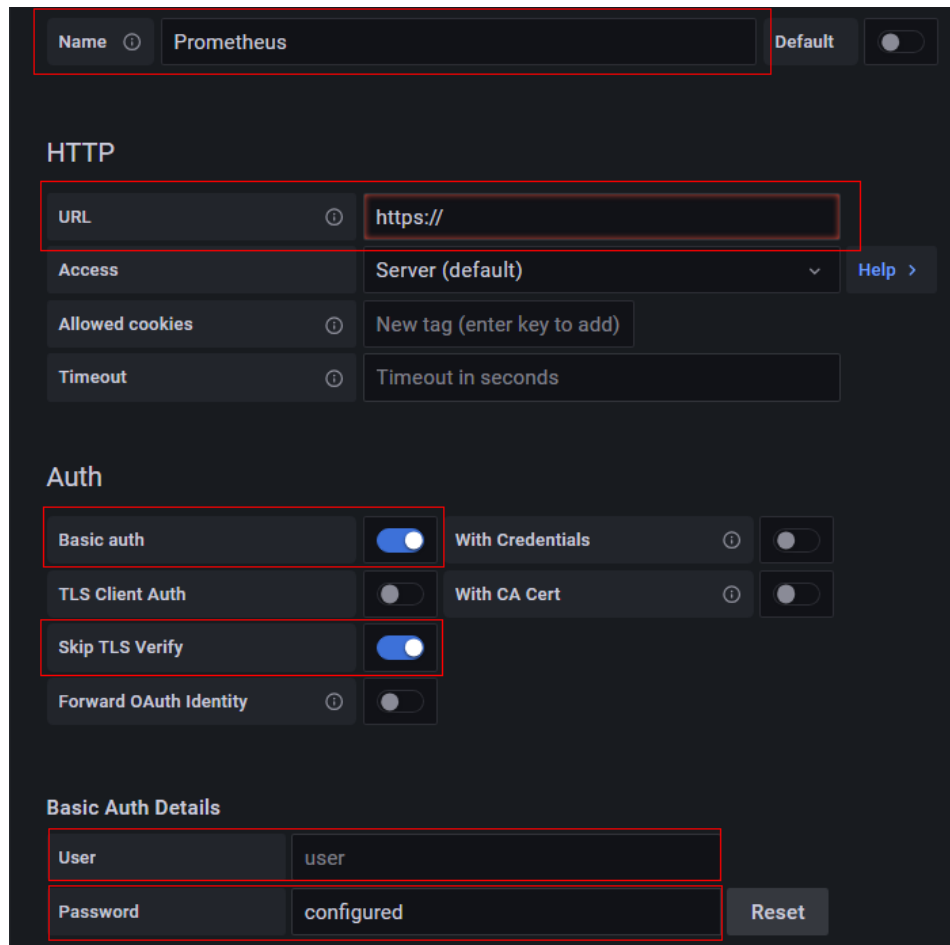 Name Prometheus Default
HTTP
URL https://
Access Server (default) Help >
Allowed cookies New tag (enter key to add)
Timeout Timeout in seconds
Auth
Basic auth With Credentials
TLS Client Auth With CA Cert
Skip TLS Verify
Forward OAuth Identity
Basic Auth Details
User user
Password configured Reset